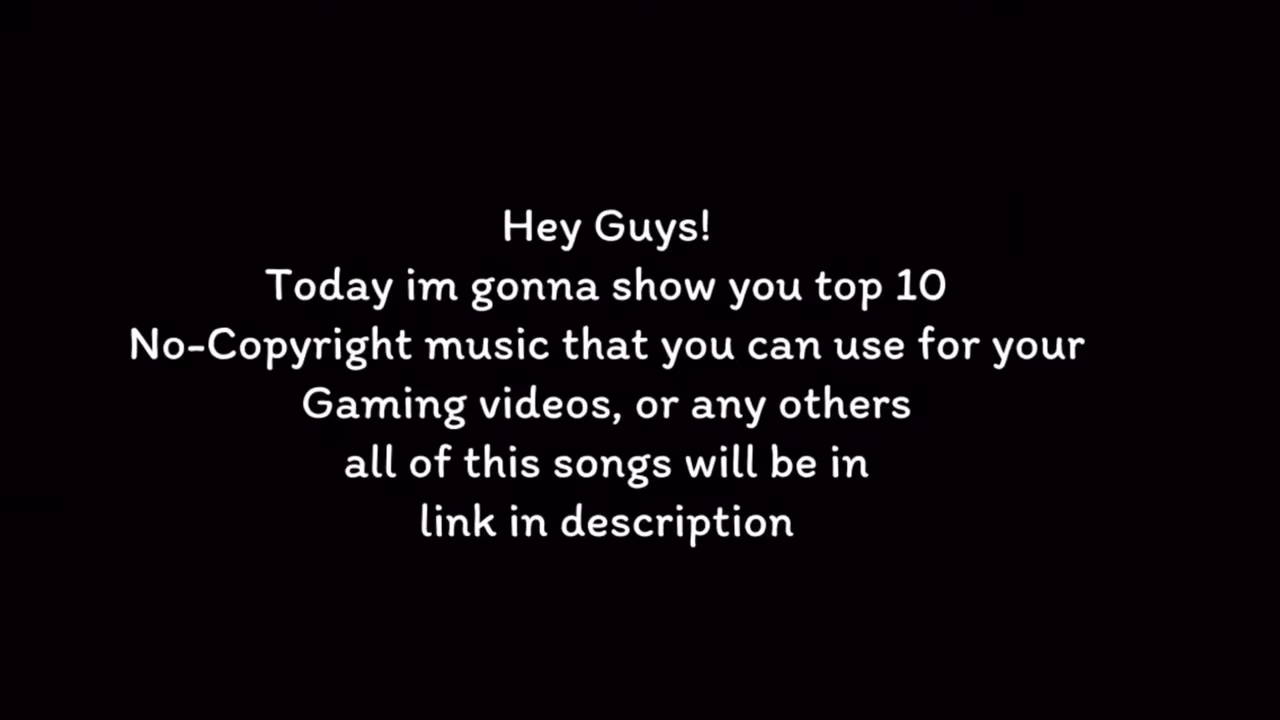 Hey Guys!
Today im gonna show you top 10
No-Copyright music that you can use for your
Gaming videos, or any others
all of this songs will be in
link in description